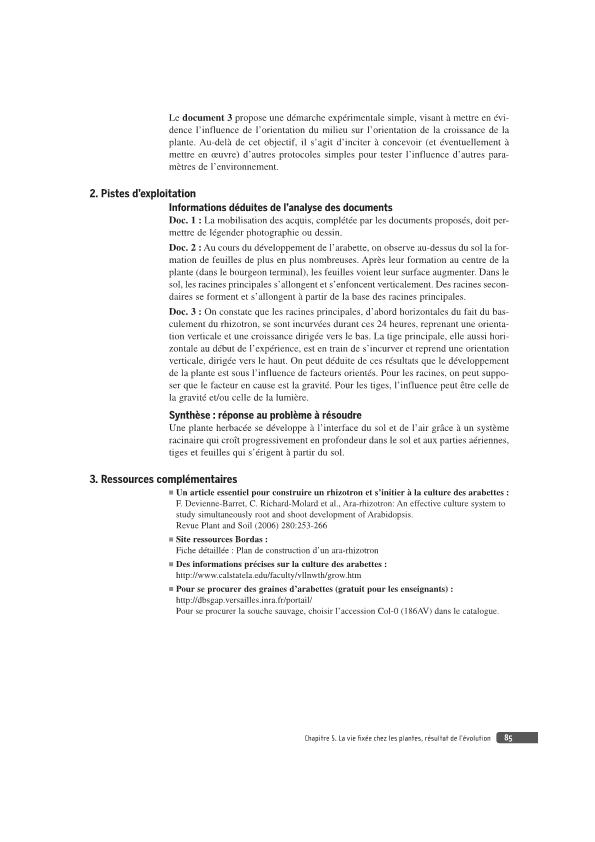 Le document 3 propose une démarche expérimentale simple, visant à mettre en évi-
dence l'influence de l'orientation du milieu sur l'orientation de la croissance de la
plante. Au-delà de cet objectif, il s'agit d'inciter à concevoir (et éventuellement à
mettre en œuvre) d'autres protocoles simples pour tester l'influence d'autres para-
mètres de l'environnement.
2. Pistes d'exploitation
Informations déduites de l'analyse des documents
Doc. 1 : La mobilisation des acquis, complétée par les documents proposés, doit per-
mettre de légender photographie ou dessin.
Doc. 2 : Au cours du développement de l'arabette, on observe au-dessus du sol la for-
mation de feuilles de plus en plus nombreuses. Après leur formation au centre de la
plante (dans le bourgeon terminal), les feuilles voient leur surface augmenter. Dans le
sol, les racines principales s'allongent et s'enfoncent verticalement. Des racines secon-
daires se forment et s'allongent à partir de la base des racines principales.
Doc. 3 : On constate que les racines principales, d'abord horizontales du fait du bas-
culement du rhizotron, se sont incurvées durant ces 24 heures, reprenant une orienta-
tion verticale et une croissance dirigée vers le bas. La tige principale, elle aussi hori-
zontale au début de l'expérience, est en train de s'incurver et reprend une orientation
verticale, dirigée vers le haut. On peut déduite de ces résultats que le développement
de la plante est sous l'influence de facteurs orientés. Pour les racines, on peut suppo-
ser que le facteur en cause est la gravité. Pour les tiges, l'influence peut être celle de
la gravité et/ou celle de la lumière.
Synthèse : réponse au problème à résoudre
Une plante herbacée se développe à l'interface du sol et de l'air grâce à un système
racinaire qui croît progressivement en profondeur dans le sol et aux parties aériennes,
tiges et feuilles qui s'érigent à partir du sol.
3. Ressources complémentaires
■ Un article essentiel pour construire un rhizotron et s'initier à la culture des arabettes :
F. Devienne-Barret, C. Richard-Molard et al., Ara-rhizotron: An effective culture system to
study simultaneously root and shoot development of Arabidopsis.
Revue Plant and Soil (2006) 280:253-266
■ Site ressources Bordas :
Fiche détaillée : Plan de construction d'un ara-rhizotron
■ Des informations précises sur la culture des arabettes :
http://www.calstatela.edu/faculty/vllnwth/grow.htm
■ Pour se procurer des graines d'arabettes (gratuit pour les enseignants) :
http://dbsgap.versailles.inra.fr/portail/
Pour se procurer la souche sauvage, choisir l'accession Col-0 (186AV) dans le catalogue.
Chapitre 5. La vie fixée chez les plantes, résultat de l'évolution 85